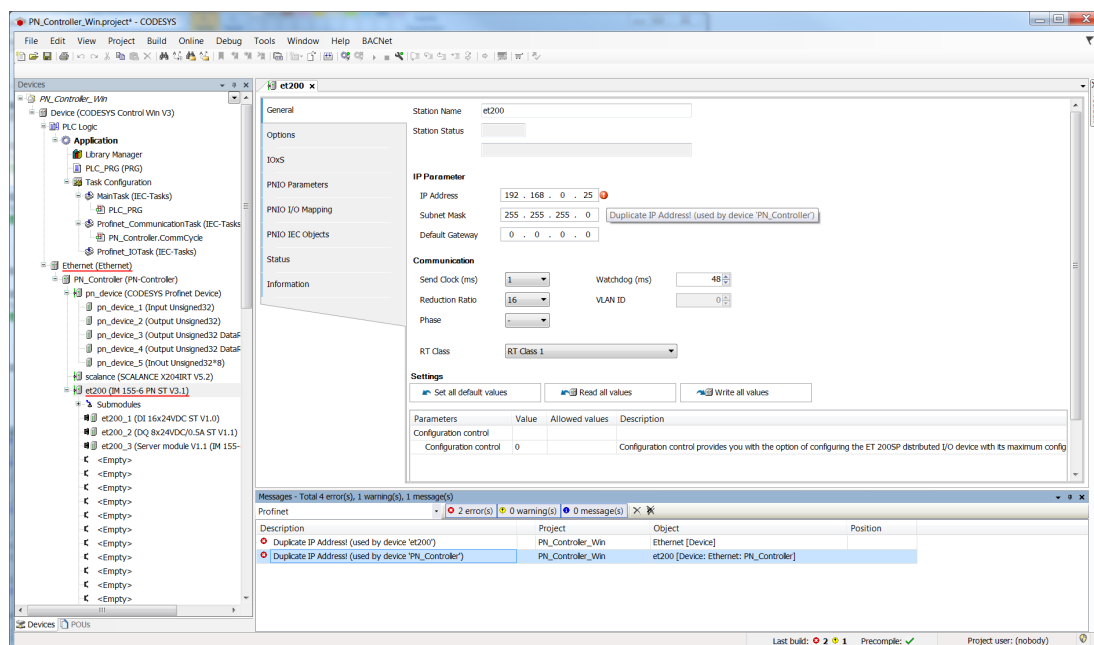 PN_Controller_Win.project* - CODESYS
File Edit View Project Build Online Debug Tools Window Help BACNet
Devices
PN_Controller_Win
Device (CODESYS Control Win V3)
PLC Logic
Application
Library Manager
PLC_PRG (PRG)
Task Configuration
MainTask (IEC-Tasks)
PLC_PRG
Profinet_CommunicationTask (IEC-Tasks
PN_Controller.CommCycle
Profinet_IOTask (IEC-Tasks)
Ethernet (Ethernet)
PN_Controller (PN-Controller)
pn_device (CODESYS Profinet Device)
pn_device_1 (Input Unsigned32)
pn_device_2 (Output Unsigned32)
pn_device_3 (Output Unsigned32 DataR
pn_device_4 (Output Unsigned32 DataR
pn_device_5 (InOut Unsigned32*8)
scalance (SCALANCE X204IRT V5.2)
et200 (IM 155-6 PN ST V3.1)
Submodules
et200_1 (DI 16x24VDC ST V1.0)
et200_2 (DQ 8x24VDC/0.5A ST V1.1)
et200_3 (Server module V1.1 (IM 155-
<Empty>
<Empty>
<Empty>
<Empty>
<Empty>
<Empty>
<Empty>
<Empty>
<Empty>
<Empty>
<Empty>
Devices POUs
et200
General
Options
IOxS
PNIO Parameters
PNIO I/O Mapping
PNIO IEC Objects
Status
Information
Station Name et200
Station Status
IP Parameter
IP Address 192 . 168 . 0 . 25
Subnet Mask 255 . 255 . 255 . 0 Duplicate IP Address! (used by device 'PN_Controller')
Default Gateway 0 . 0 . 0 . 0
Communication
Send Clock (ms) 1 Watchdog (ms) 48
Reduction Ratio 16 VLAN ID 0
Phase -
RT Class RT Class 1
Settings
Set all default values Read all values Write all values
Parameters Value Allowed values Description
Configuration control
Configuration control 0 Configuration control provides you with the option of configuring the ET 200SP distributed I/O device with its maximum config
Messages - Total 4 error(s), 1 warning(s), 1 message(s)
Profinet 2 error(s) 0 warning(s) 0 message(s)
Description Project Object Position
Duplicate IP Address! (used by device 'et200') PN_Controller_Win Ethernet [Device]
Duplicate IP Address! (used by device 'PN_Controller') PN_Controller_Win et200 [Device: Ethernet: PN_Controller]
Last build: 2 1 Precompile: Project user: (nobody)